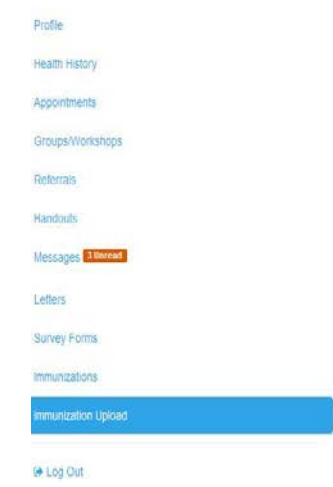 Profile
Health History
Appointments
Groups/Workshops
Referrals
Handouts
Messages 3 Unread
Letters
Survey Forms
Immunizations
Immunization Upload
Log Out